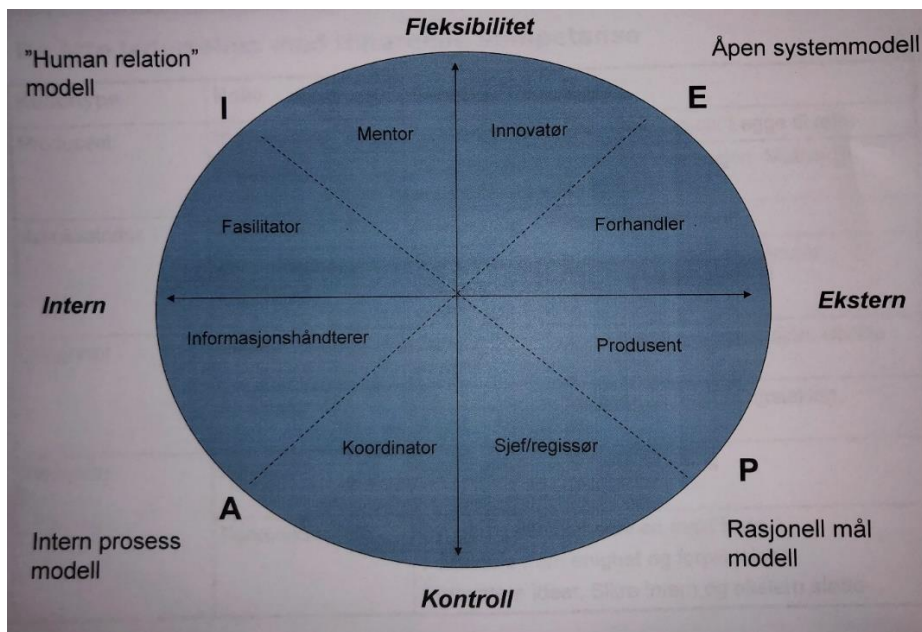 Fleksibilitet
"Human relation"
modell
Åpen systemmodell
I
E
Mentor
Innovatør
Fasilitator
Forhandler
Intern
Ekstern
Informasjonshåndterer
Produsent
Koordinator
Sjef/regissør
A
P
Intern prosess
modell
Rasjonell mål
modell
Kontroll